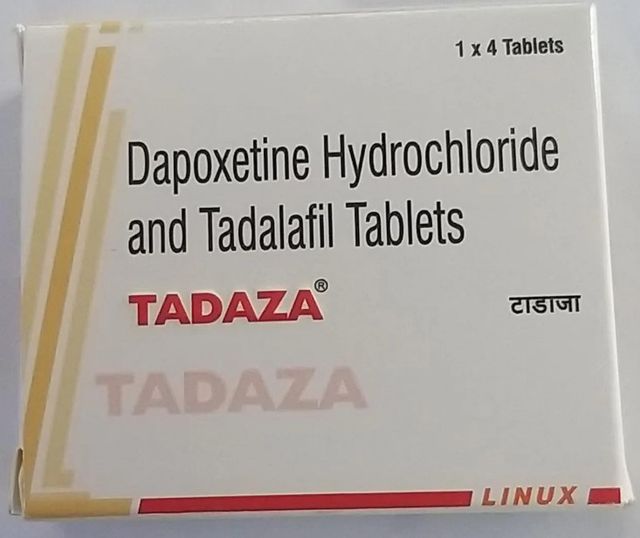 1 x 4 Tablets
Dapoxetine Hydrochloride
and Tadalafil Tablets
TADAZA®
टाडाजा
TADAZA
LINUX